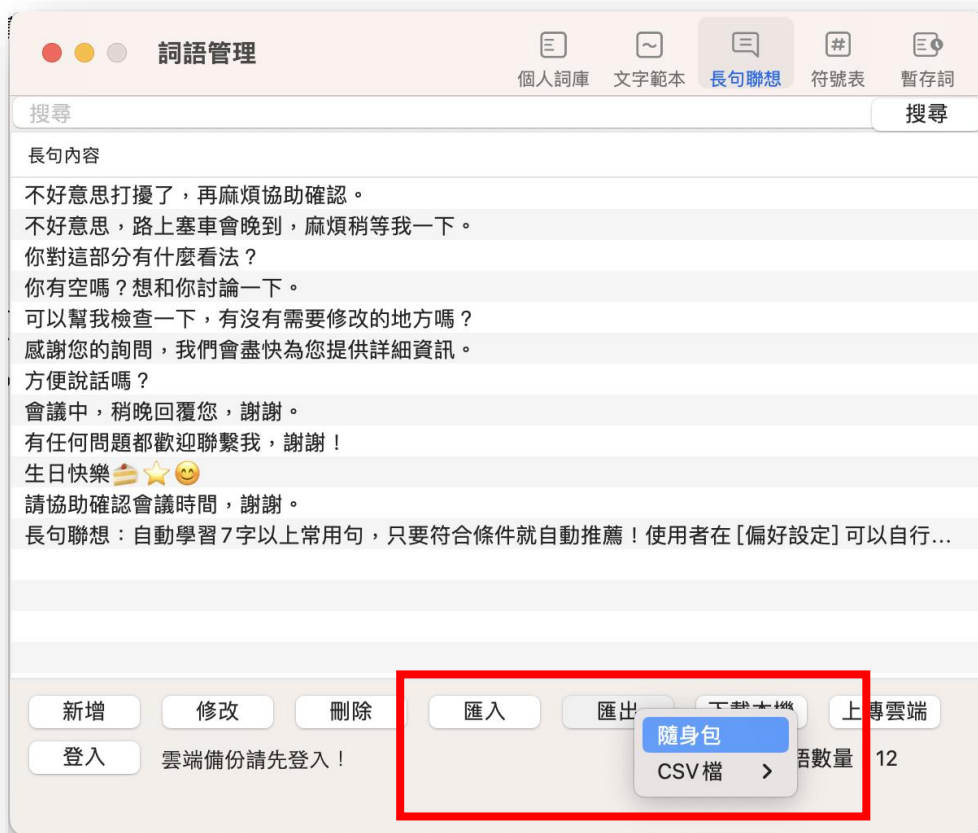 詞語管理
個人詞庫 文字範本 長句聯想 符號表 暫存詞
搜尋 搜尋
長句內容
不好意思打擾了，再麻煩協助確認。
不好意思，路上塞車會晚到，麻煩稍等我一下。
你對這部分有什麼看法？
你有空嗎？想和你討論一下。
可以幫我檢查一下，有沒有需要修改的地方嗎？
感謝您的詢問，我們會盡快為您提供詳細資訊。
方便說話嗎？
會議中，稍晚回覆您，謝謝。
有任何問題都歡迎聯繫我，謝謝！
生日快樂🍰⭐😊
請協助確認會議時間，謝謝。
長句聯想：自動學習7字以上常用句，只要符合條件就自動推薦！使用者在[偏好設定]可以自行...
新增 修改 刪除 匯入 匯出 下載本機 上傳雲端
隨身包
登入 雲端備份請先登入！ 語數量 12
CSV檔 >